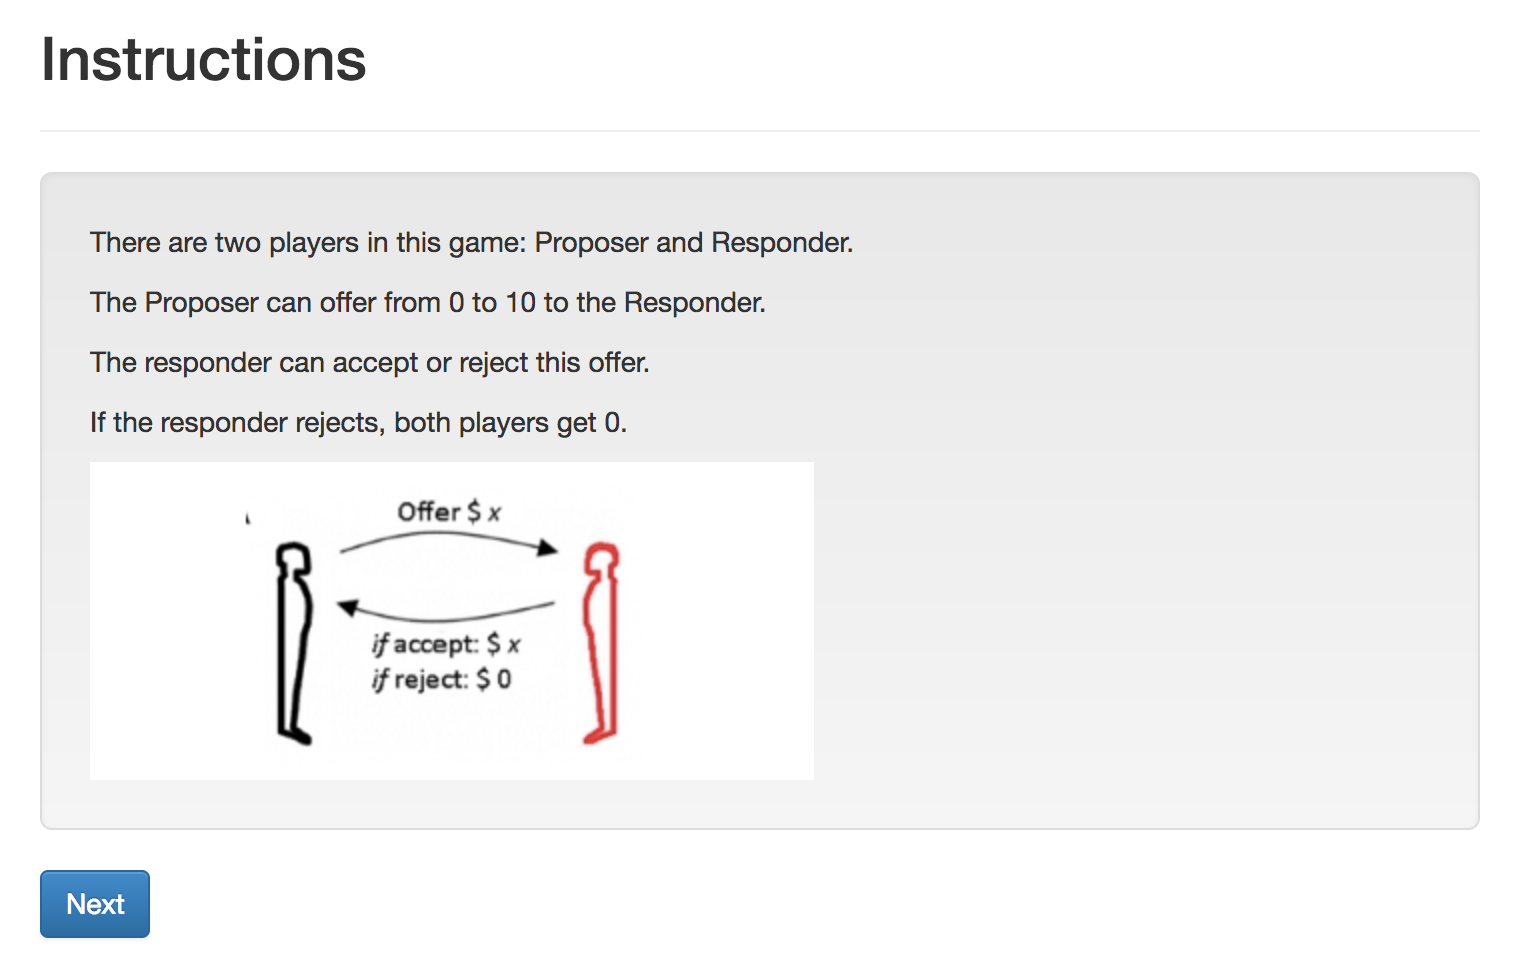 Instructions
There are two players in this game: Proposer and Responder.
The Proposer can offer from 0 to 10 to the Responder.
The responder can accept or reject this offer.
If the responder rejects, both players get 0.
Offer $ x
if accept: $ x
if reject: $ 0
Next